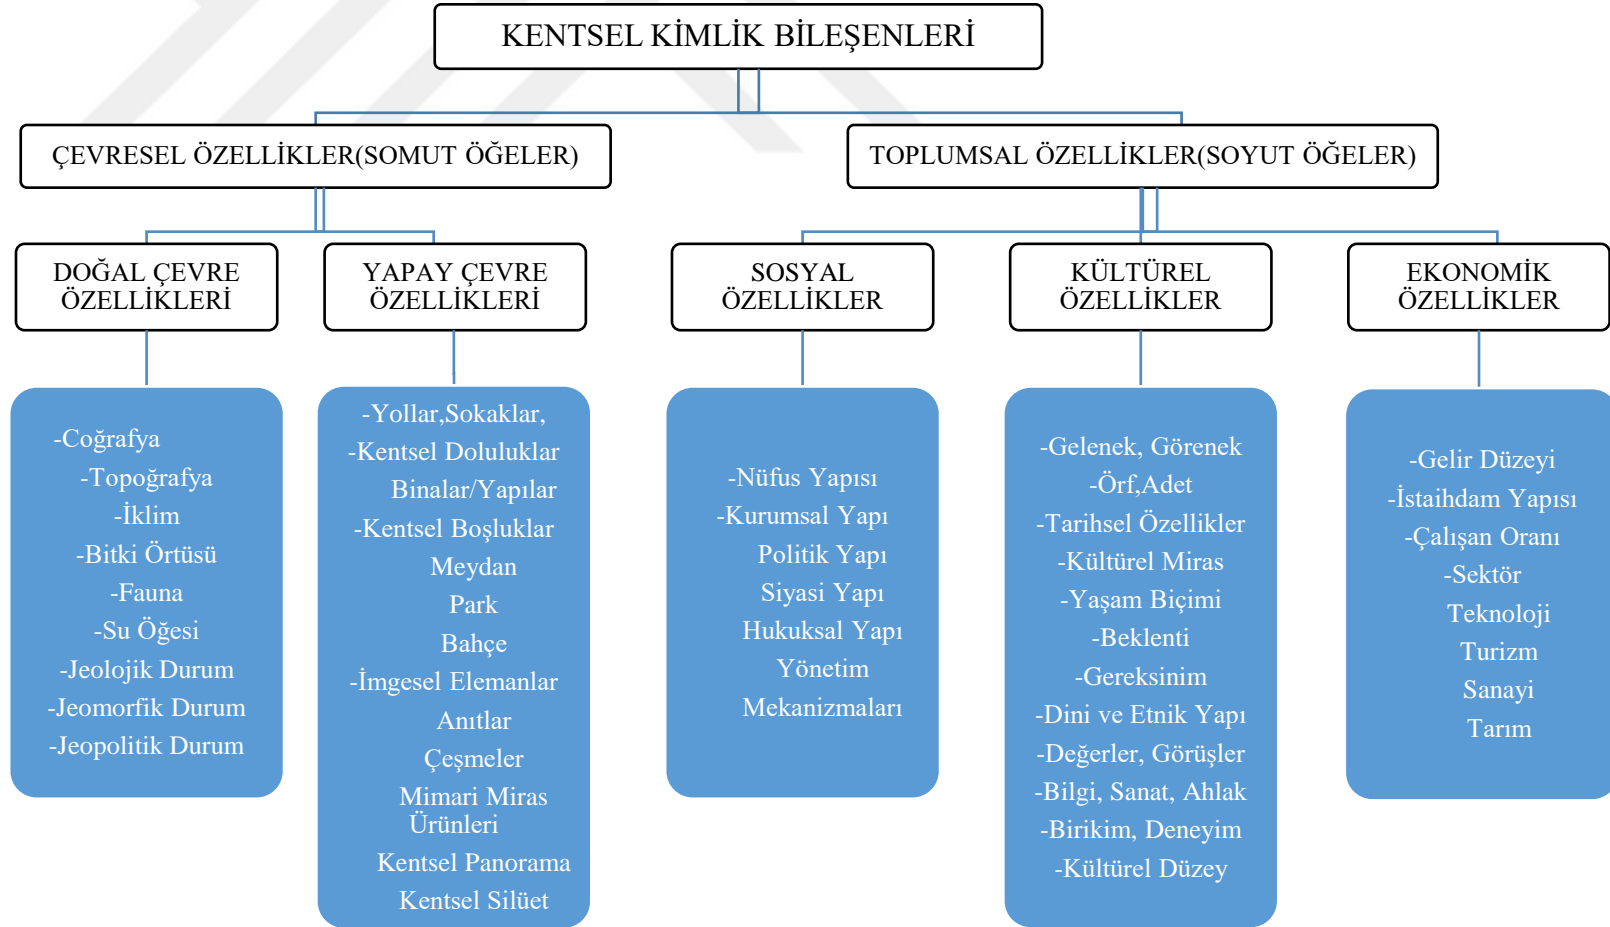 KENTSEL KİMLİK BİLEŞENLERİ
ÇEVRESEL ÖZELLİKLER(SOMUT ÖĞELER)
TOPLUMSAL ÖZELLİKLER(SOYUT ÖĞELER)
DOĞAL ÇEVRE
ÖZELLİKLERİ
YAPAY ÇEVRE
ÖZELLİKLERİ
SOSYAL
ÖZELLİKLER
KÜLTÜREL
ÖZELLİKLER
EKONOMİK
ÖZELLİKLER
-Coğrafya
-Topoğrafya
-İklim
-Bitki Örtüsü
-Fauna
-Su Öğesi
-Jeolojik Durum
-Jeomorfik Durum
-Jeopolitik Durum
-Yollar,Sokaklar,
-Kentsel Doluluklar
Binalar/Yapılar
-Kentsel Boşluklar
Meydan
Park
Bahçe
-İmgesel Elemanlar
Anıtlar
Çeşmeler
Mimari Miras
Ürünleri
Kentsel Panorama
Kentsel Silüet
-Nüfus Yapısı
-Kurumsal Yapı
Politik Yapı
Siyasi Yapı
Hukuksal Yapı
Yönetim
Mekanizmaları
-Gelenek, Görenek
-Örf,Adet
-Tarihsel Özellikler
-Kültürel Miras
-Yaşam Biçimi
-Beklenti
-Gereksinim
-Dini ve Etnik Yapı
-Değerler, Görüşler
-Bilgi, Sanat, Ahlak
-Birikim, Deneyim
-Kültürel Düzey
-Gelir Düzeyi
-İstaihdam Yapısı
-Çalışan Oranı
-Sektör
Teknoloji
Turizm
Sanayi
Tarım